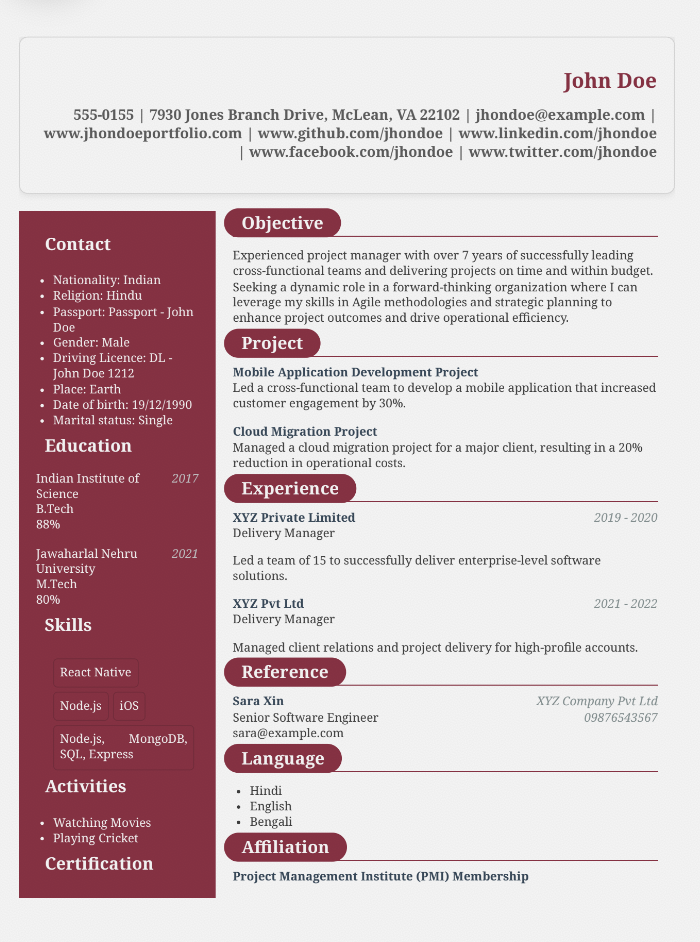 John Doe
555-0155 | 7930 Jones Branch Drive, McLean, VA 22102 | jhondoe@example.com |
www.jhondoeportfolio.com | www.github.com/jhondoe | www.linkedin.com/jhondoe
| www.facebook.com/jhondoe | www.twitter.com/jhondoe
Contact
• Nationality: Indian
• Religion: Hindu
• Passport: Passport - John
Doe
• Gender: Male
• Driving Licence: DL -
John Doe 1212
• Place: Earth
• Date of birth: 19/12/1990
• Marital status: Single
Education
Indian Institute of 2017
Science
B.Tech
88%
Jawaharlal Nehru 2021
University
M.Tech
80%
Skills
React Native
Node.js iOS
Node.js, MongoDB,
SQL, Express
Activities
• Watching Movies
• Playing Cricket
Certification
Objective
Experienced project manager with over 7 years of successfully leading
cross-functional teams and delivering projects on time and within budget.
Seeking a dynamic role in a forward-thinking organization where I can
leverage my skills in Agile methodologies and strategic planning to
enhance project outcomes and drive operational efficiency.
Project
Mobile Application Development Project
Led a cross-functional team to develop a mobile application that increased
customer engagement by 30%.
Cloud Migration Project
Managed a cloud migration project for a major client, resulting in a 20%
reduction in operational costs.
Experience
XYZ Private Limited 2019 - 2020
Delivery Manager
Led a team of 15 to successfully deliver enterprise-level software
solutions.
XYZ Pvt Ltd 2021 - 2022
Delivery Manager
Managed client relations and project delivery for high-profile accounts.
Reference
Sara Xin XYZ Company Pvt Ltd
Senior Software Engineer 09876543567
sara@example.com
Language
• Hindi
• English
• Bengali
Affiliation
Project Management Institute (PMI) Membership